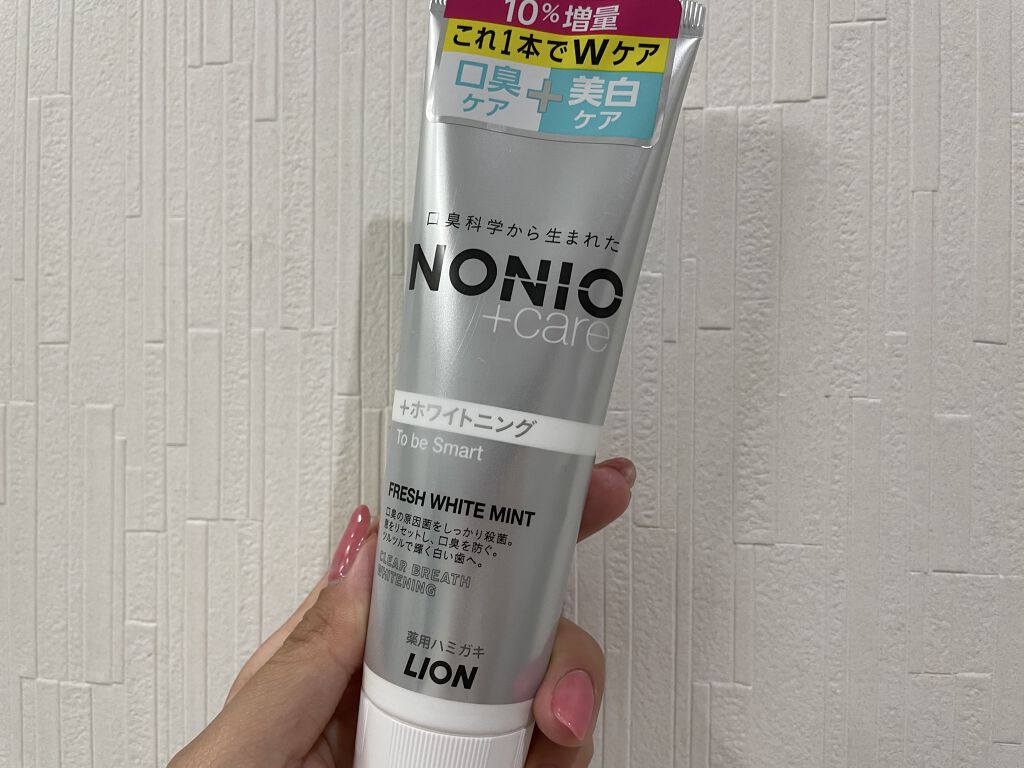 10%増量
これ1本でWケア
口臭ケア+美白ケア
口臭科学から生まれた
NONIO
+care
+ホワイトニング
To be Smart
FRESH WHITE MINT
口臭の原因菌をしっかり殺菌。
息をリセットし、口臭を防ぐ。
ツルツルで輝く白い歯へ。
CLEAR BREATH
WHITENING
薬用ハミガキ
LION